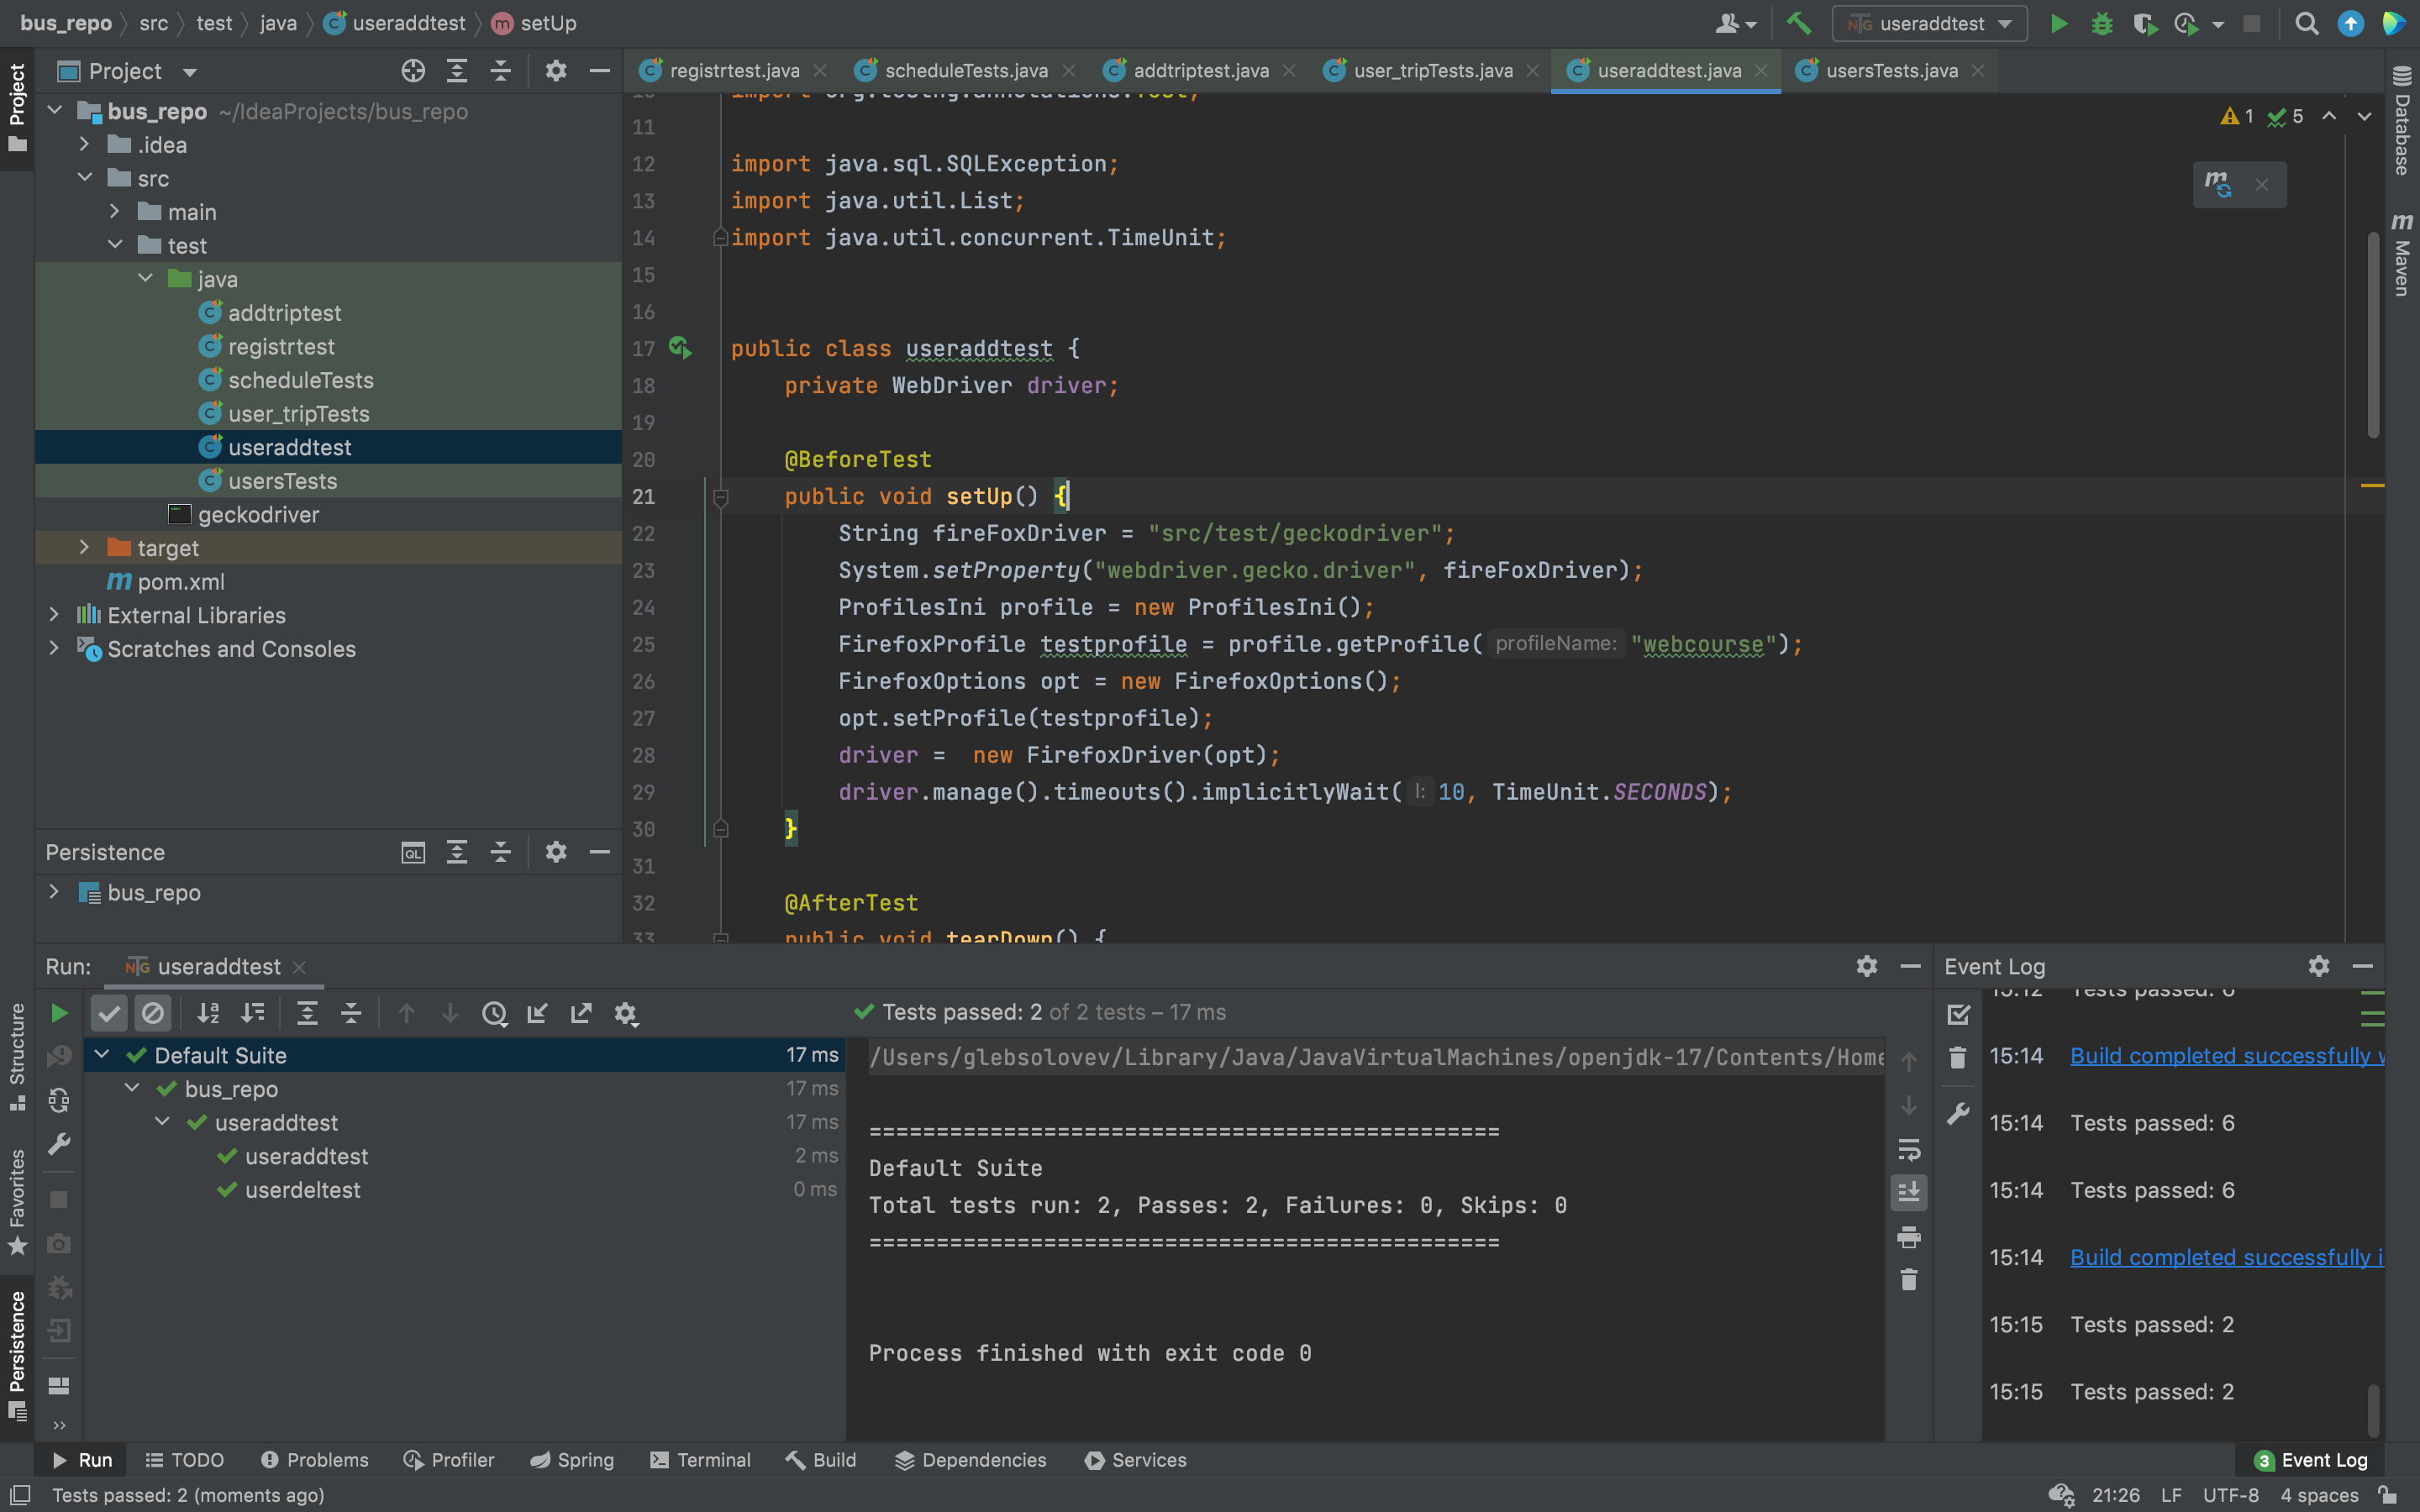 bus_repo src test java useraddtest m setUp
useraddtest
Project
registrtest.java
scheduleTests.java
addtriptest.java
user_tripTests.java
useraddtest.java
usersTests.java
Project
bus_repo ~/IdeaProjects/bus_repo
.idea
src
main
test
java
addtriptest
registrtest
scheduleTests
user_tripTests
useraddtest
usersTests
geckodriver
target
pom.xml
External Libraries
Scratches and Consoles
Persistence
bus_repo
1 5
Database
Maven
10 import org.testng.annotations.Test;
11
12 import java.sql.SQLException;
13 import java.util.List;
14 import java.util.concurrent.TimeUnit;
15
16
17 public class useraddtest {
18 private WebDriver driver;
19
20 @BeforeTest
21 public void setUp() {
22 String fireFoxDriver = "src/test/geckodriver";
23 System.setProperty("webdriver.gecko.driver", fireFoxDriver);
24 ProfilesIni profile = new ProfilesIni();
25 FirefoxProfile testprofile = profile.getProfile( profileName: "webcourse");
26 FirefoxOptions opt = new FirefoxOptions();
27 opt.setProfile(testprofile);
28 driver =  new FirefoxDriver(opt);
29 driver.manage().timeouts().implicitlyWait( l: 10, TimeUnit.SECONDS);
30 }
31
32 @AfterTest
33 public void tearDown() {
Run: useraddtest
Tests passed: 2 of 2 tests – 17 ms
Default Suite 17 ms
bus_repo 17 ms
useraddtest 17 ms
useraddtest 2 ms
userdeltest 0 ms
/Users/glebsolovev/Library/Java/JavaVirtualMachines/openjdk-17/Contents/Home
===============================================
Default Suite
Total tests run: 2, Passes: 2, Failures: 0, Skips: 0
===============================================
Process finished with exit code 0
Event Log
15:12 Tests passed: 6
15:14 Build completed successfully w
15:14 Tests passed: 6
15:14 Tests passed: 6
15:14 Build completed successfully i
15:15 Tests passed: 2
15:15 Tests passed: 2
Structure
Favorites
Persistence
Run TODO Problems Profiler Spring Terminal Build Dependencies Services
3 Event Log
Tests passed: 2 (moments ago)
21:26 LF UTF-8 4 spaces